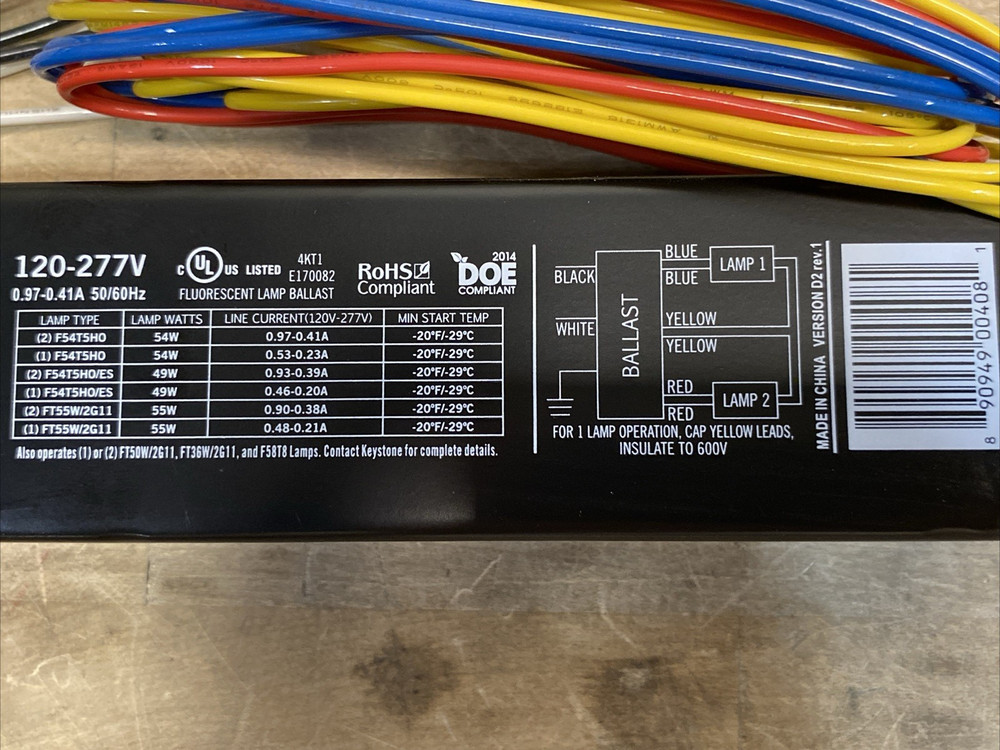 120-277V
0.97-0.41A 50/60Hz
C UL US LISTED
4KT1
E170082
FLUORESCENT LAMP BALLAST
RoHS
Compliant
2014
DOE
COMPLIANT
LAMP TYPE LAMP WATTS LINE CURRENT(120V-277V) MIN START TEMP
(2) F54T5HO 54W 0.97-0.41A -20°F/-29°C
(1) F54T5HO 54W 0.53-0.23A -20°F/-29°C
(2) F54T5HO/ES 49W 0.93-0.39A -20°F/-29°C
(1) F54T5HO/ES 49W 0.46-0.20A -20°F/-29°C
(2) FT55W/2G11 55W 0.90-0.38A -20°F/-29°C
(1) FT55W/2G11 55W 0.48-0.21A -20°F/-29°C
Also operates (1) or (2) FT50W/2G11, FT36W/2G11, and F58T8 Lamps. Contact Keystone for complete details.
BLACK
WHITE
BALLAST
BLUE
BLUE
LAMP 1
YELLOW
YELLOW
RED
RED
LAMP 2
FOR 1 LAMP OPERATION, CAP YELLOW LEADS,
INSULATE TO 600V
MADE IN CHINA VERSION D2 rev.1
8 90949 00408 1
AWM1316